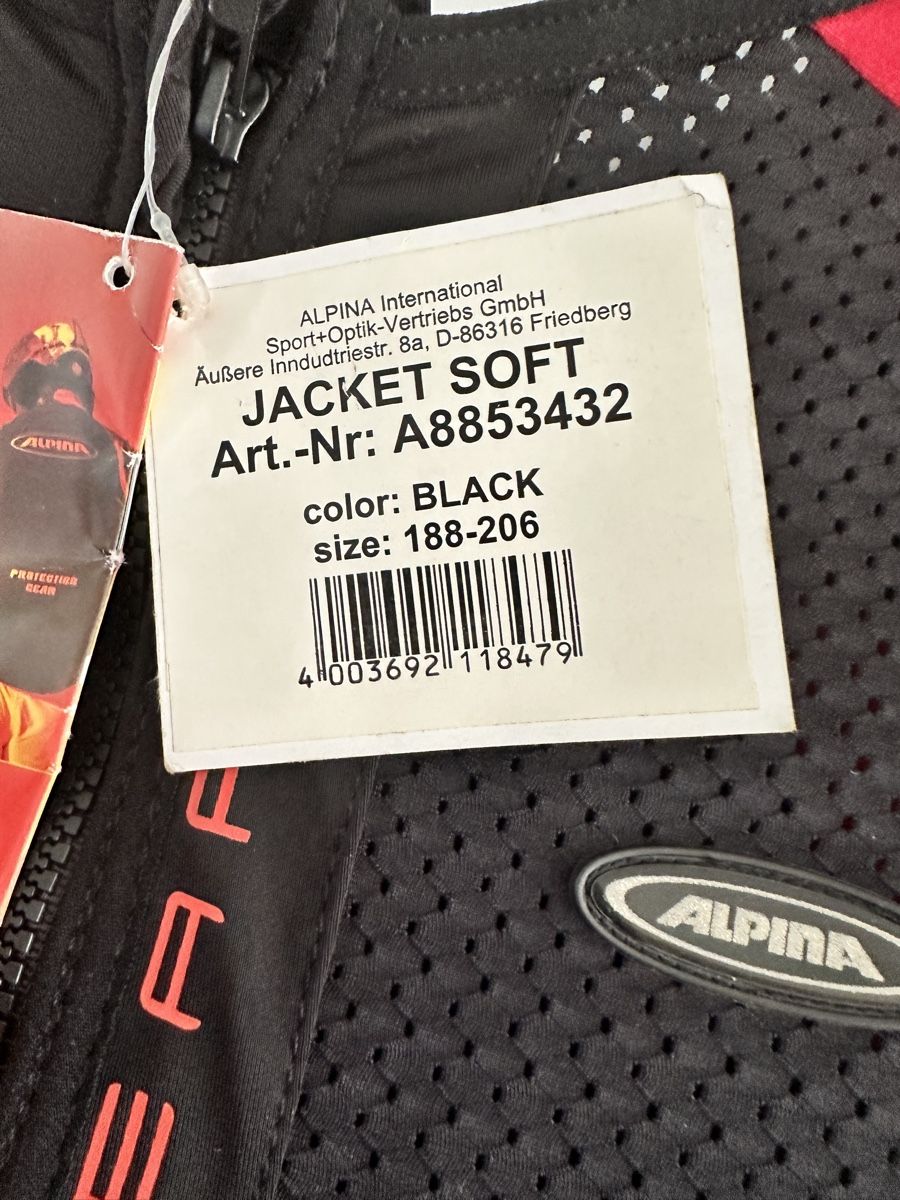 ALPINA International
Sport+Optik-Vertriebs GmbH
Äußere Inndudtriestr. 8a, D-86316 Friedberg
JACKET SOFT
Art.-Nr: A8853432
color: BLACK
size: 188-206
4 003692 118479
ALPINA
PROTECTION
GEAR
ALPINA
EAR